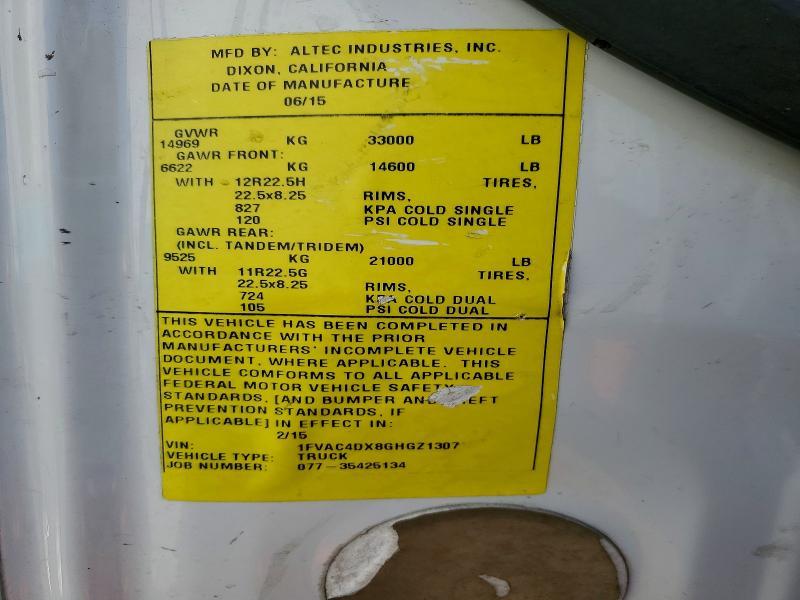 MFD BY: ALTEC INDUSTRIES, INC.
DIXON, CALIFORNIA
DATE OF MANUFACTURE
06/15
GVWR
14969 KG 33000 LB
GAWR FRONT:
6622 KG 14600 LB
WITH 12R22.5H TIRES,
22.5x8.25 RIMS,
827 KPA COLD SINGLE
120 PSI COLD SINGLE
GAWR REAR:
(INCL. TANDEM/TRIDEM)
9525 KG 21000 LB
WITH 11R22.5G TIRES,
22.5x8.25 RIMS,
724 KPA COLD DUAL
105 PSI COLD DUAL
THIS VEHICLE HAS BEEN COMPLETED IN
ACCORDANCE WITH THE PRIOR
MANUFACTURERS' INCOMPLETE VEHICLE
DOCUMENT, WHERE APPLICABLE. THIS
VEHICLE COMFORMS TO ALL APPLICABLE
FEDERAL MOTOR VEHICLE SAFETY
STANDARDS, [AND BUMPER AND THEFT
PREVENTION STANDARDS, IF
APPLICABLE] IN EFFECT IN:
2/15
VIN: 1FVAC4DX8GHGZ1307
VEHICLE TYPE: TRUCK
JOB NUMBER: 077-35425134